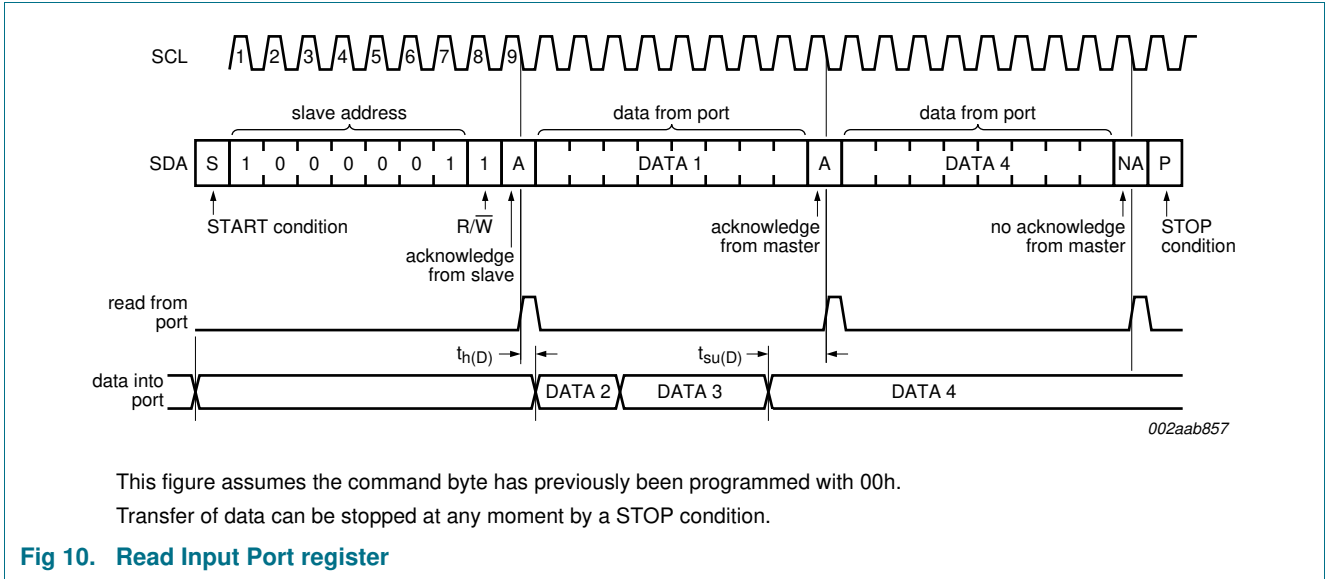 SCL 1 2 3 4 5 6 7 8 9
slave address data from port data from port
SDA S 1 0 0 0 0 0 1 1 A DATA 1 A DATA 4 NA P
START condition R/W̅ acknowledge from master no acknowledge from master STOP condition
acknowledge from slave
read from port
th(D) tsu(D)
data into port DATA 2 DATA 3 DATA 4
002aab857
This figure assumes the command byte has previously been programmed with 00h.
Transfer of data can be stopped at any moment by a STOP condition.
Fig 10. Read Input Port register